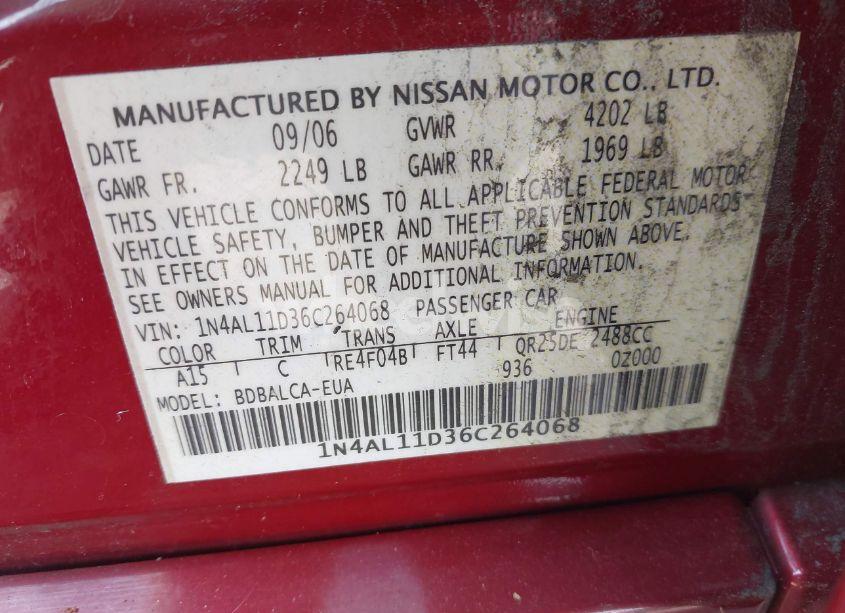 MANUFACTURED BY NISSAN MOTOR CO., LTD.
DATE 09/06 GVWR 4202 LB
GAWR FR. 2249 LB GAWR RR. 1969 LB
THIS VEHICLE CONFORMS TO ALL APPLICABLE FEDERAL MOTOR
VEHICLE SAFETY, BUMPER AND THEFT PREVENTION STANDARDS
IN EFFECT ON THE DATE OF MANUFACTURE SHOWN ABOVE.
SEE OWNERS MANUAL FOR ADDITIONAL INFORMATION.
VIN: 1N4AL11D36C264068 PASSENGER CAR
COLOR TRIM TRANS AXLE ENGINE
A15 C RE4F04B FT44 QR25DE 2488CC
MODEL: BDBALCA-EUA 936 0Z000
1N4AL11D36C264068